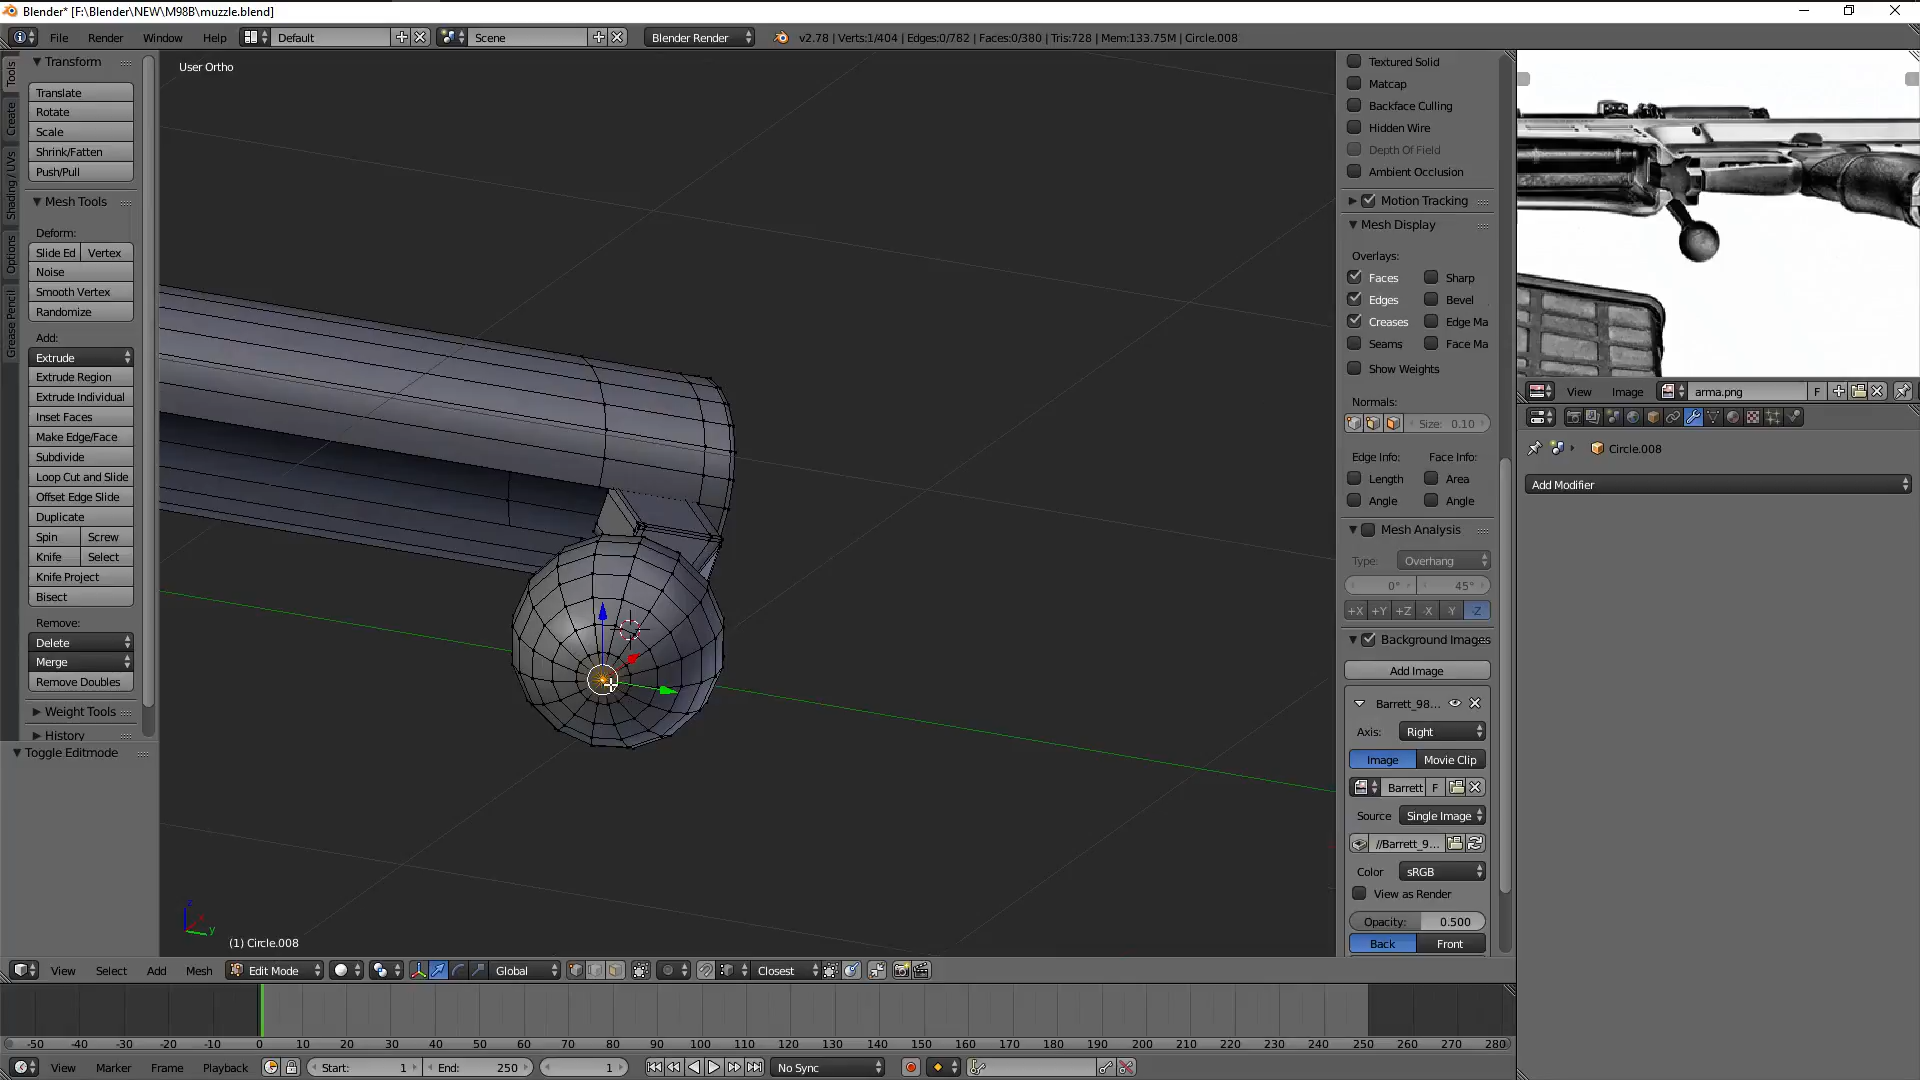 Blender* [F:\Blender\NEW\M98B\muzzle.blend]
File Render Window Help Default Scene Blender Render v2.78 | Verts:1/404 | Edges:0/782 | Faces:0/380 | Tris:728 | Mem:133.75M | Circle.008
Tools
Create
Shading / UVs
Options
Grease Pencil
Transform
Translate
Rotate
Scale
Shrink/Fatten
Push/Pull
Mesh Tools
Deform:
Slide Ed Vertex
Noise
Smooth Vertex
Randomize
Add:
Extrude
Extrude Region
Extrude Individual
Inset Faces
Make Edge/Face
Subdivide
Loop Cut and Slide
Offset Edge Slide
Duplicate
Spin Screw
Knife Select
Knife Project
Bisect
Remove:
Delete
Merge
Remove Doubles
Weight Tools
History
Toggle Editmode
User Ortho
z
x
y
(1) Circle.008
Textured Solid
Matcap
Backface Culling
Hidden Wire
Depth Of Field
Ambient Occlusion
Motion Tracking
Mesh Display
Overlays:
Faces Sharp
Edges Bevel
Creases Edge Ma
Seams Face Ma
Show Weights
Normals:
Size: 0.10
Edge Info: Face Info:
Length Area
Angle Angle
Mesh Analysis
Type: Overhang
0° 45°
+X +Y +Z -X -Y -Z
Background Images
Add Image
Barrett_98...
Axis: Right
Image Movie Clip
Barrett F
Source Single Image
//Barrett_9...
Color sRGB
View as Render
Opacity: 0.500
Back Front
View Image arma.png F
Circle.008
Add Modifier
View Select Add Mesh Edit Mode Global Closest
-50 -40 -30 -20 -10 0 10 20 30 40 50 60 70 80 90 100 110 120 130 140 150 160 170 180 190 200 210 220 230 240 250 260 270 280
View Marker Frame Playback Start: 1 End: 250 1 No Sync